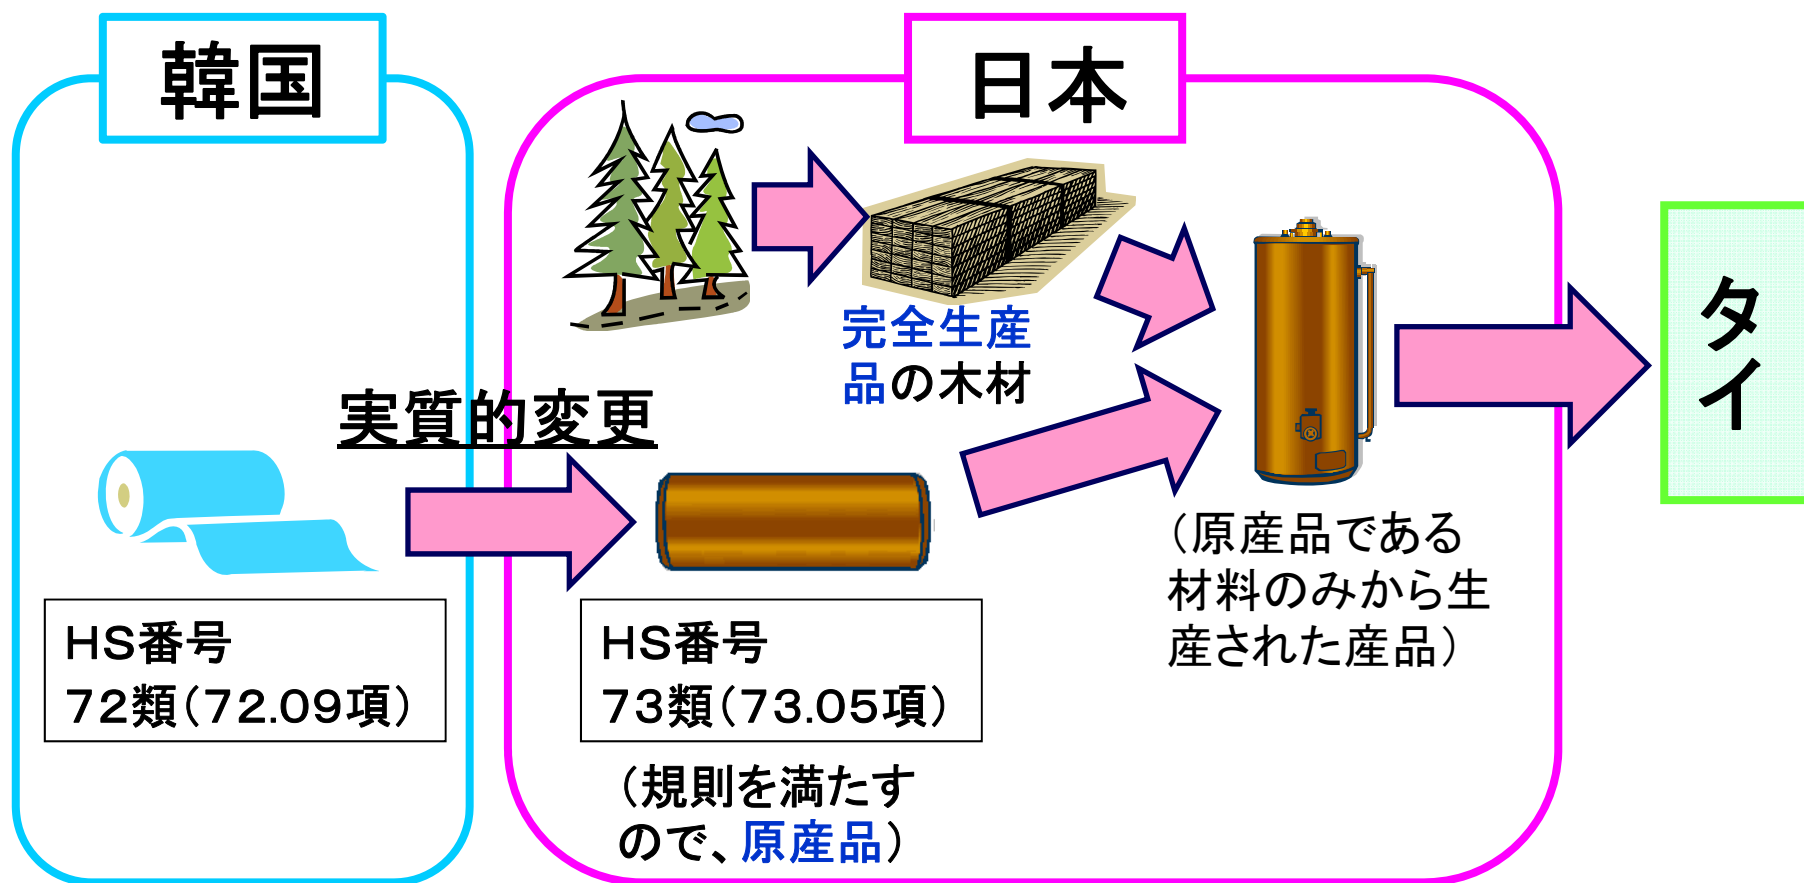 韓国
日本
完全生産
品の木材
実質的変更
タイ
HS番号
72類(72.09項)
HS番号
73類(73.05項)
(規則を満たす
ので、原産品)
(原産品である
材料のみから生
産された産品)